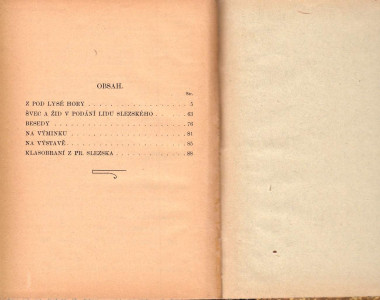 OBSAH.
Str.
Z POD LYSÉ HORY . . . . . . . . . . . . . 5
ŠVEC A ŽID V PODÁNÍ LIDU SLEZSKÉHO . . . . 63
BESEDY . . . . . . . . . . . . . . . . . 78
NA VÝMINKU . . . . . . . . . . . . . . . 81
NA VÝSTAVĚ . . . . . . . . . . . . . . . 85
KLASOBRANÍ Z PR. SLEZSKA . . . . . . . . . 88